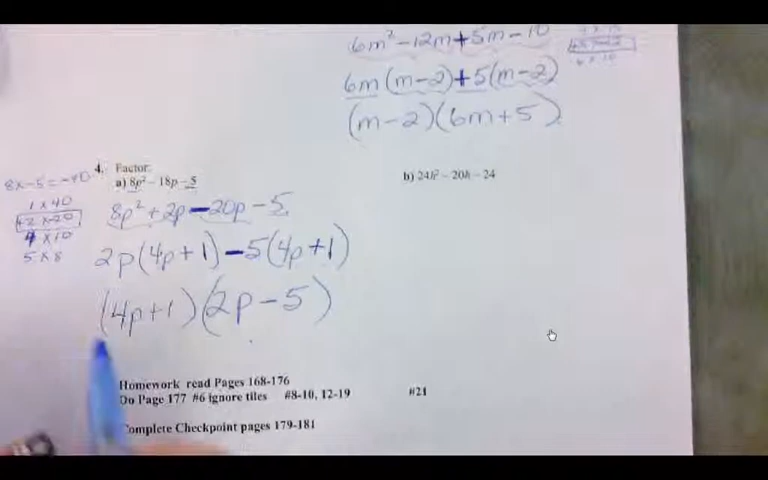 6m² - 12m + 5m - 10
6m(m-2) + 5(m-2)
(m-2)(6m+5)
4. Factor.
a) 8p² - 18p - 5
b) 24h² - 20h - 24
8 x -5 = -40
1 x 40
+2 x -20
4 x 10
5 x 8
8p² + 2p - 20p - 5
2p(4p+1) - 5(4p+1)
(4p+1)(2p-5)
Homework read Pages 168-176
Do Page 177 #6 ignore tiles #8-10, 12-19 #21
Complete Checkpoint pages 179-181